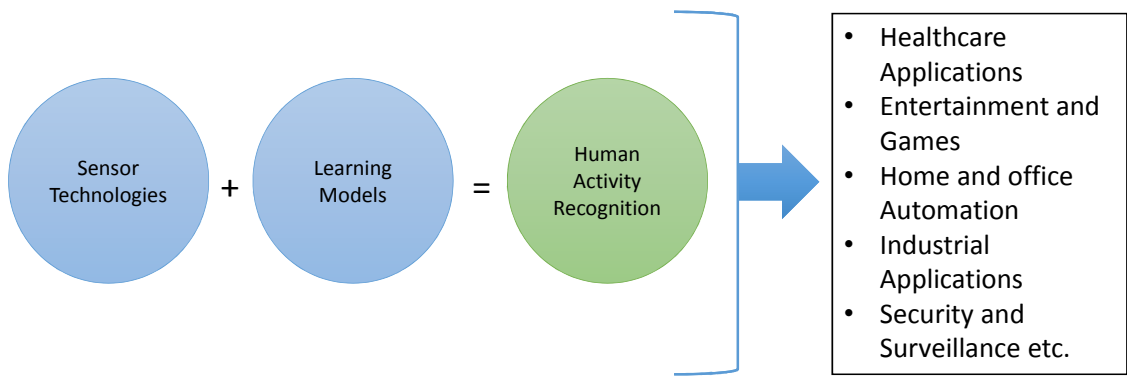 Sensor
Technologies
+
Learning
Models
=
Human
Activity
Recognition
• Healthcare
Applications
• Entertainment and
Games
• Home and office
Automation
• Industrial
Applications
• Security and
Surveillance etc.